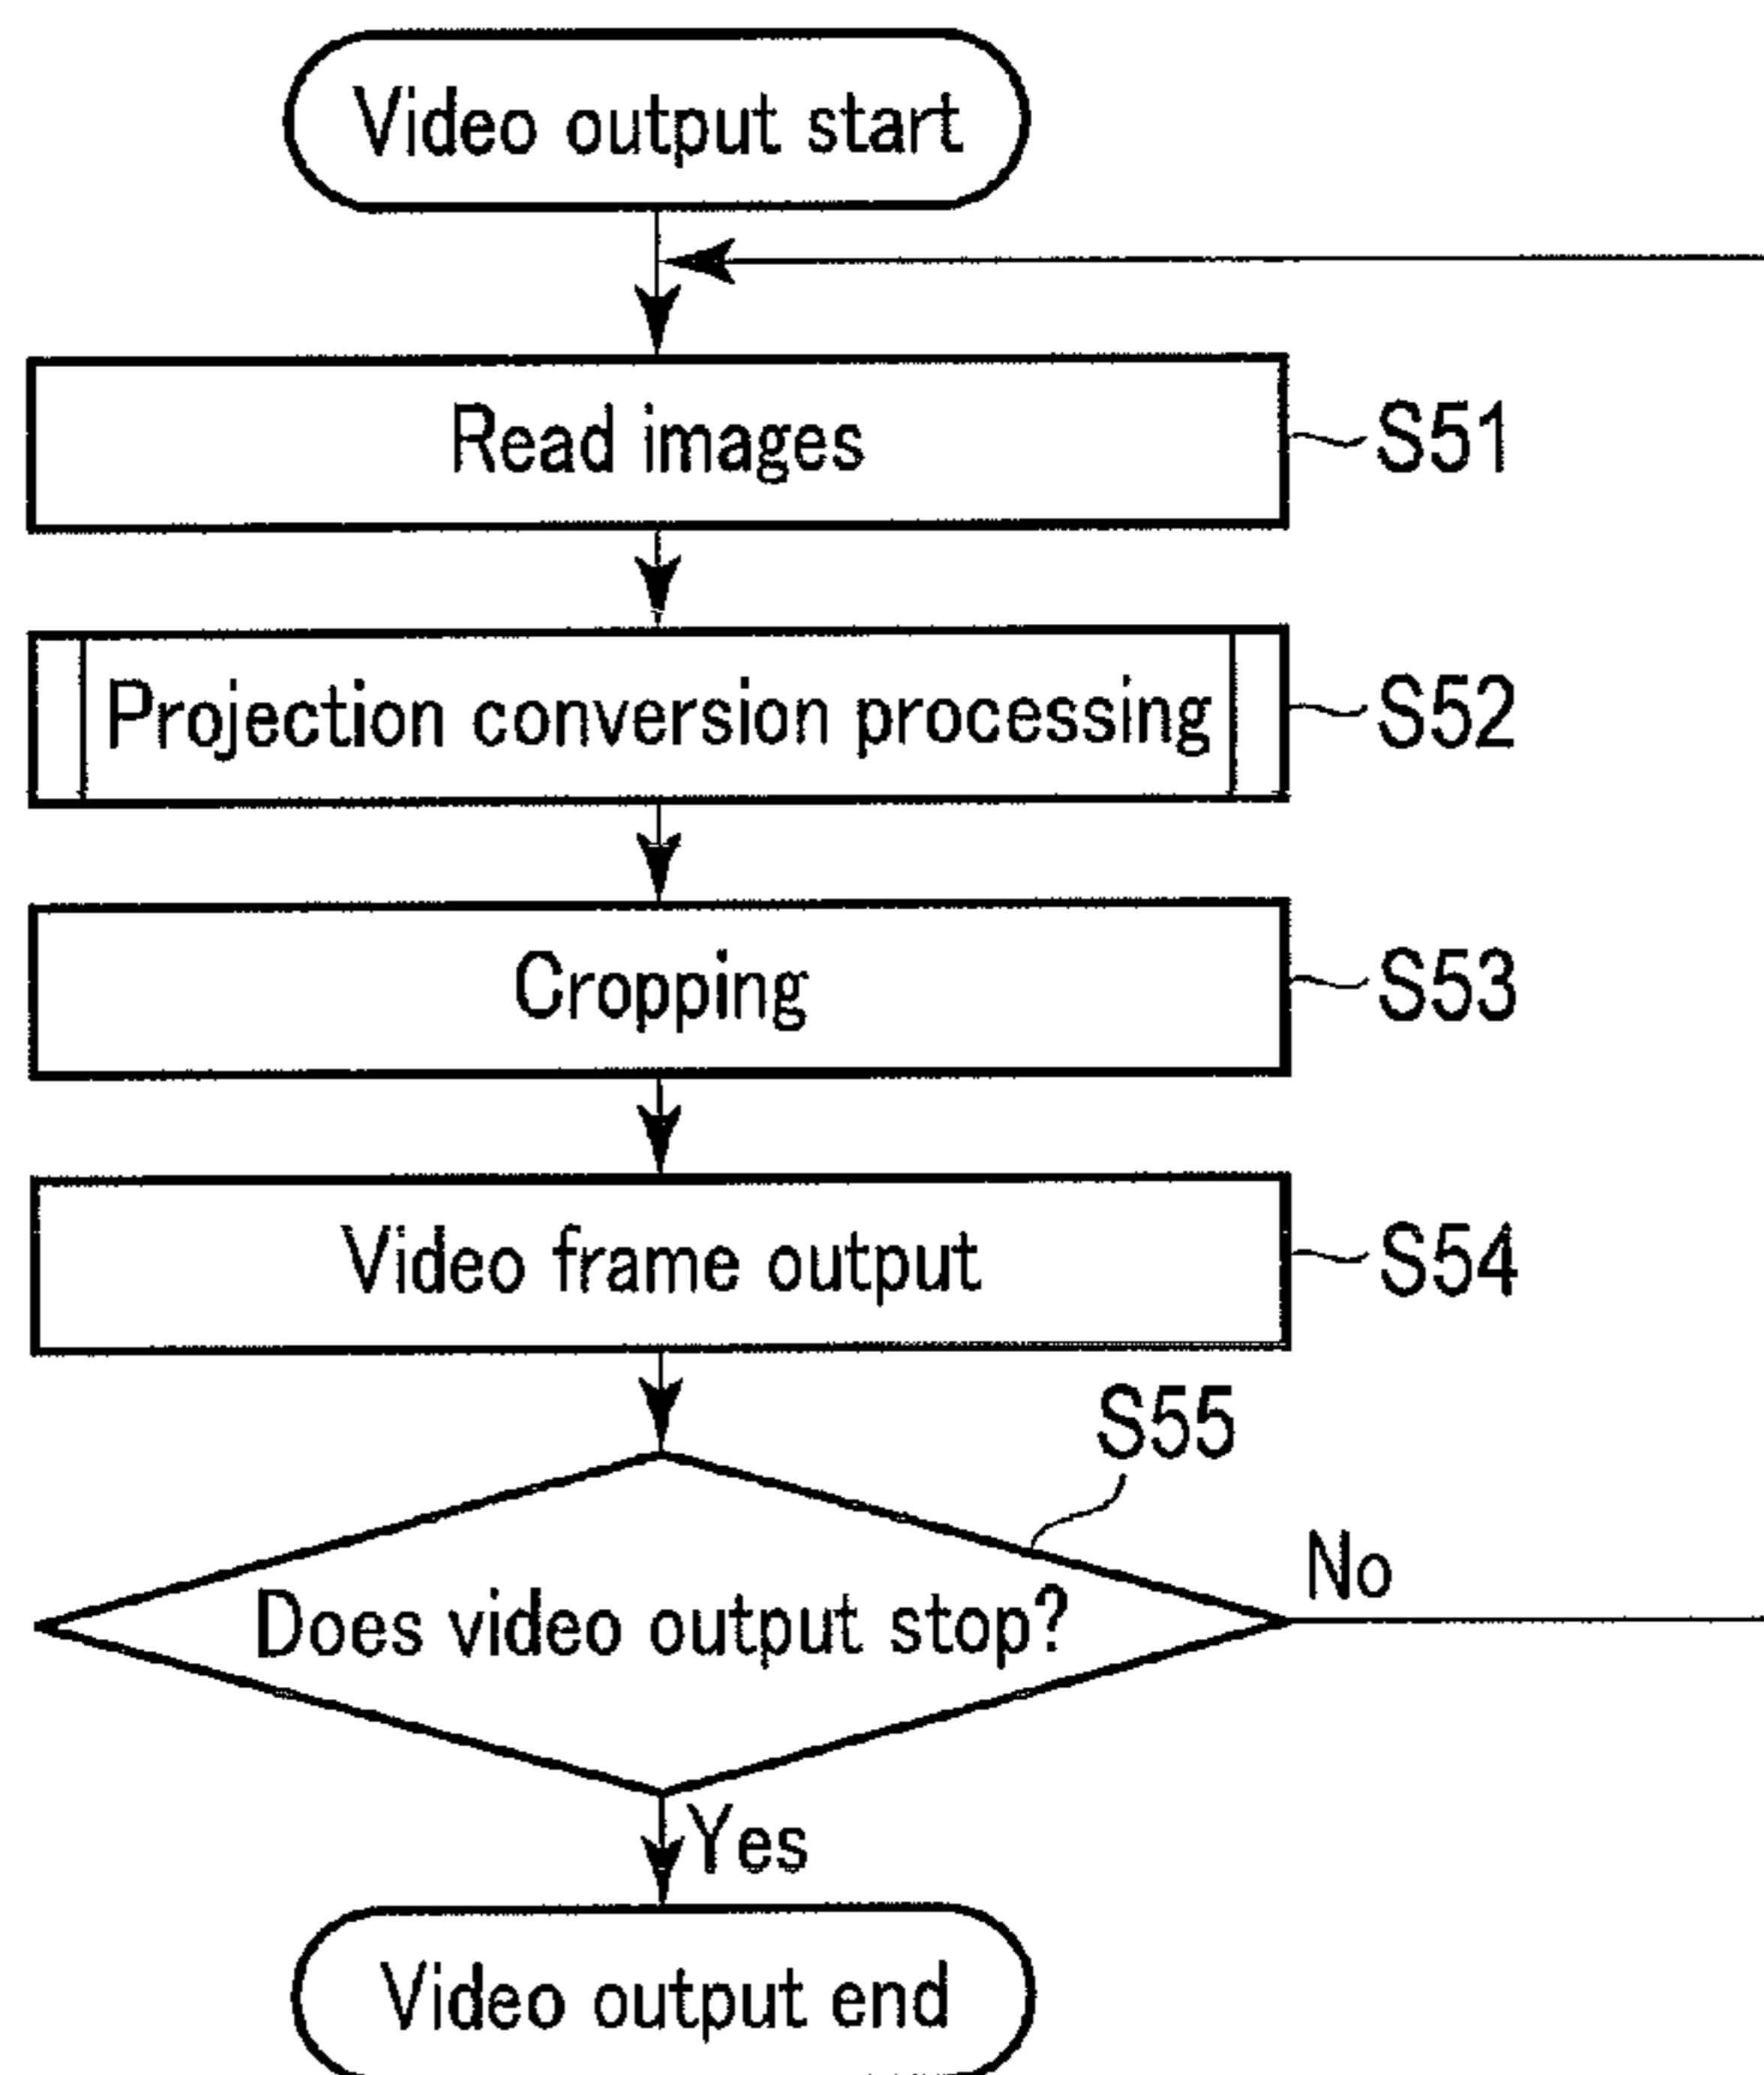 Video output start
Read images
S51
Projection conversion processing
S52
Cropping
S53
Video frame output
S54
S55
Does video output stop?
No
Yes
Video output end